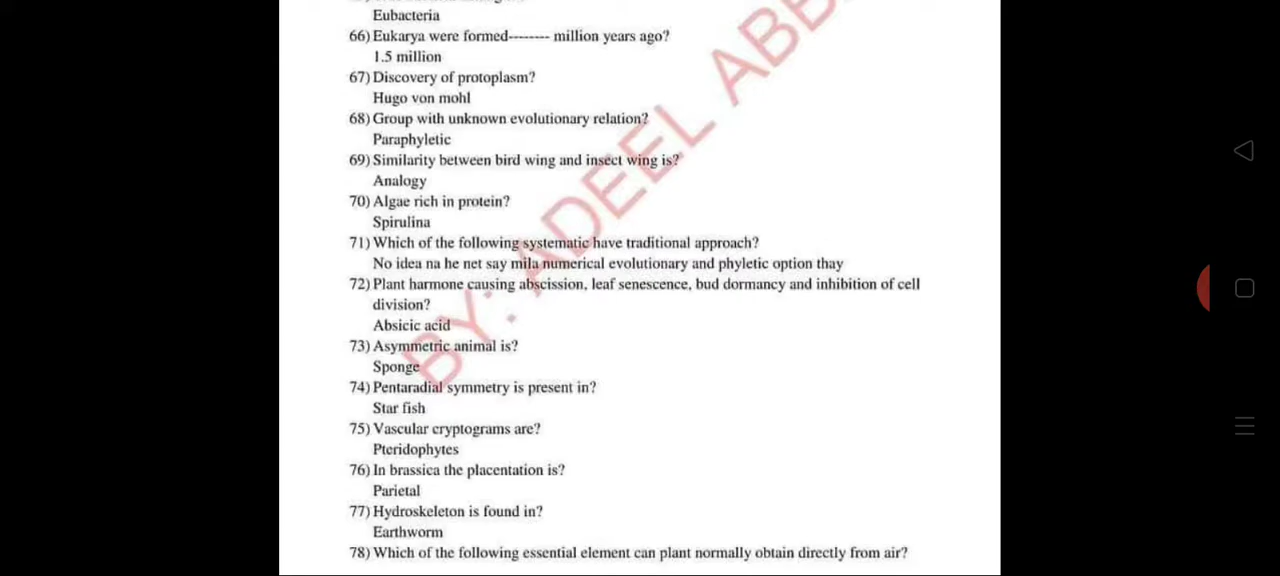 Eubacteria
66) Eukarya were formed-------- million years ago?
1.5 million
67) Discovery of protoplasm?
Hugo von mohl
68) Group with unknown evolutionary relation?
Paraphyletic
69) Similarity between bird wing and insect wing is?
Analogy
70) Algae rich in protein?
Spirulina
71) Which of the following systematic have traditional approach?
No idea na he net say mila numerical evolutionary and phyletic option thay
72) Plant harmone causing abscission, leaf senescence, bud dormancy and inhibition of cell
division?
Absicic acid
73) Asymmetric animal is?
Sponge
74) Pentaradial symmetry is present in?
Star fish
75) Vascular cryptograms are?
Pteridophytes
76) In brassica the placentation is?
Parietal
77) Hydroskeleton is found in?
Earthworm
78) Which of the following essential element can plant normally obtain directly from air?
BY: ADEEL ABB